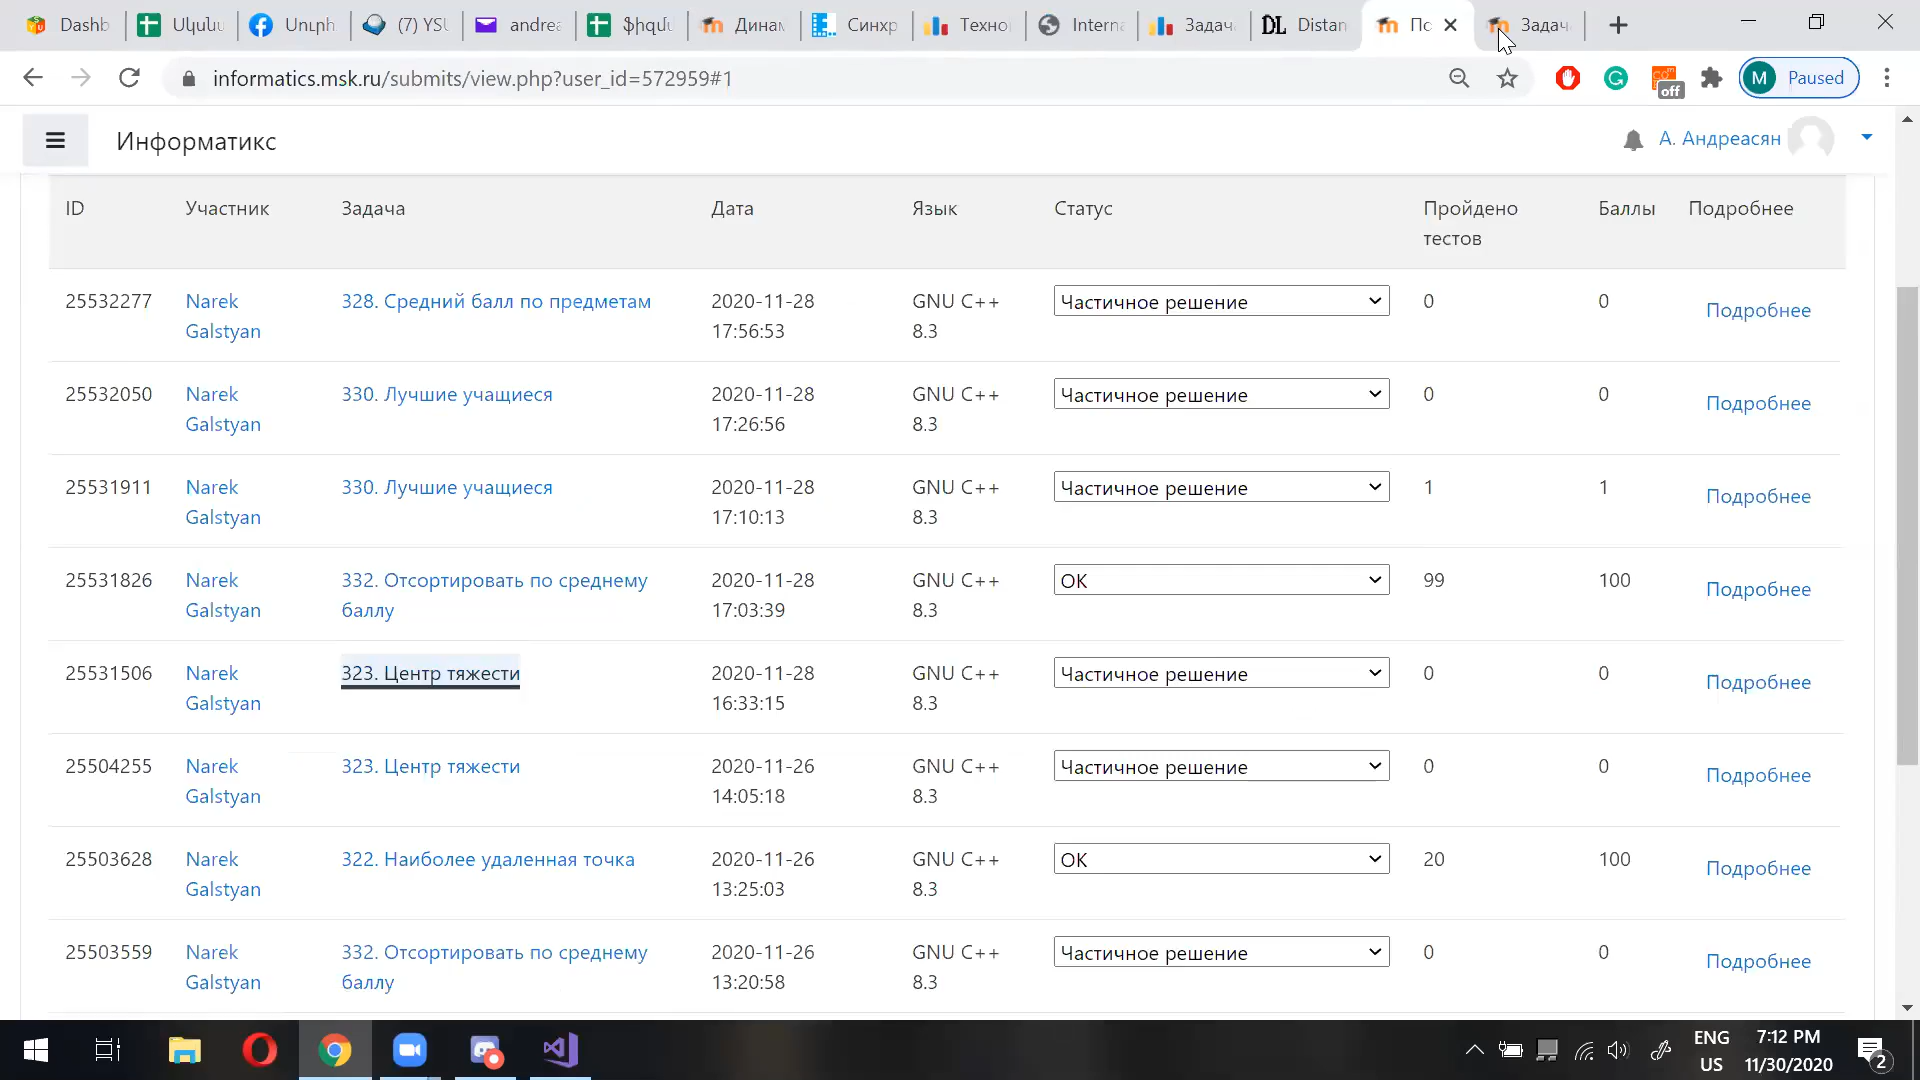 Dashb
Սկանս
Սուրի
(7) YSU
andrea
Ֆիզմս
Динам
Синхр
Техно
Interna
Задач
DL Distan
По
Задач
informatics.msk.ru/submits/view.php?user_id=572959#1
off
M Paused
Информатикс
А. Андреасян
ID Участник Задача Дата Язык Статус Пройдено тестов Баллы Подробнее
25532277 Narek Galstyan 328. Средний балл по предметам 2020-11-28 17:56:53 GNU C++ 8.3 Частичное решение 0 0 Подробнее
25532050 Narek Galstyan 330. Лучшие учащиеся 2020-11-28 17:26:56 GNU C++ 8.3 Частичное решение 0 0 Подробнее
25531911 Narek Galstyan 330. Лучшие учащиеся 2020-11-28 17:10:13 GNU C++ 8.3 Частичное решение 1 1 Подробнее
25531826 Narek Galstyan 332. Отсортировать по среднему баллу 2020-11-28 17:03:39 GNU C++ 8.3 OK 99 100 Подробнее
25531506 Narek Galstyan 323. Центр тяжести 2020-11-28 16:33:15 GNU C++ 8.3 Частичное решение 0 0 Подробнее
25504255 Narek Galstyan 323. Центр тяжести 2020-11-26 14:05:18 GNU C++ 8.3 Частичное решение 0 0 Подробнее
25503628 Narek Galstyan 322. Наиболее удаленная точка 2020-11-26 13:25:03 GNU C++ 8.3 OK 20 100 Подробнее
25503559 Narek Galstyan 332. Отсортировать по среднему баллу 2020-11-26 13:20:58 GNU C++ 8.3 Частичное решение 0 0 Подробнее
ENG 7:12 PM
US 11/30/2020
2